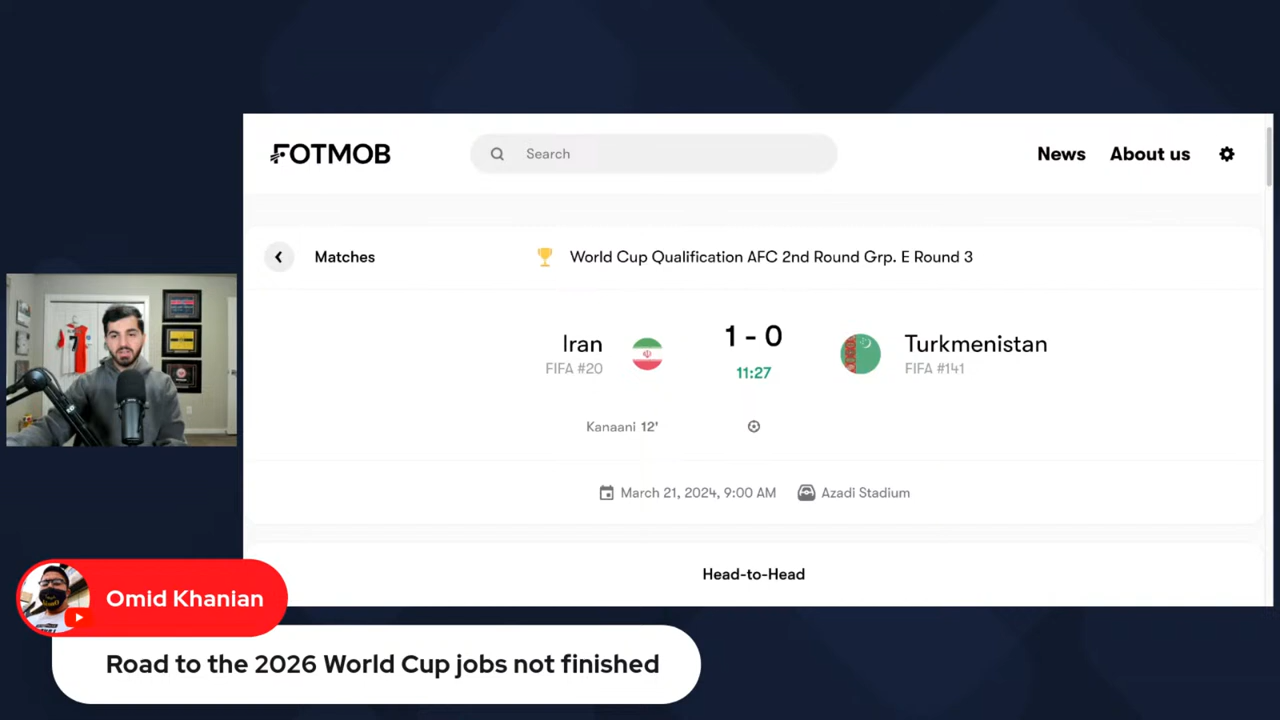 FOTMOB
Search
News
About us
Matches
World Cup Qualification AFC 2nd Round Grp. E Round 3
Iran
FIFA #20
1 - 0
11:27
Turkmenistan
FIFA #141
Kanaani 12'
March 21, 2024, 9:00 AM
Azadi Stadium
Head-to-Head
Omid Khanian
Road to the 2026 World Cup jobs not finished